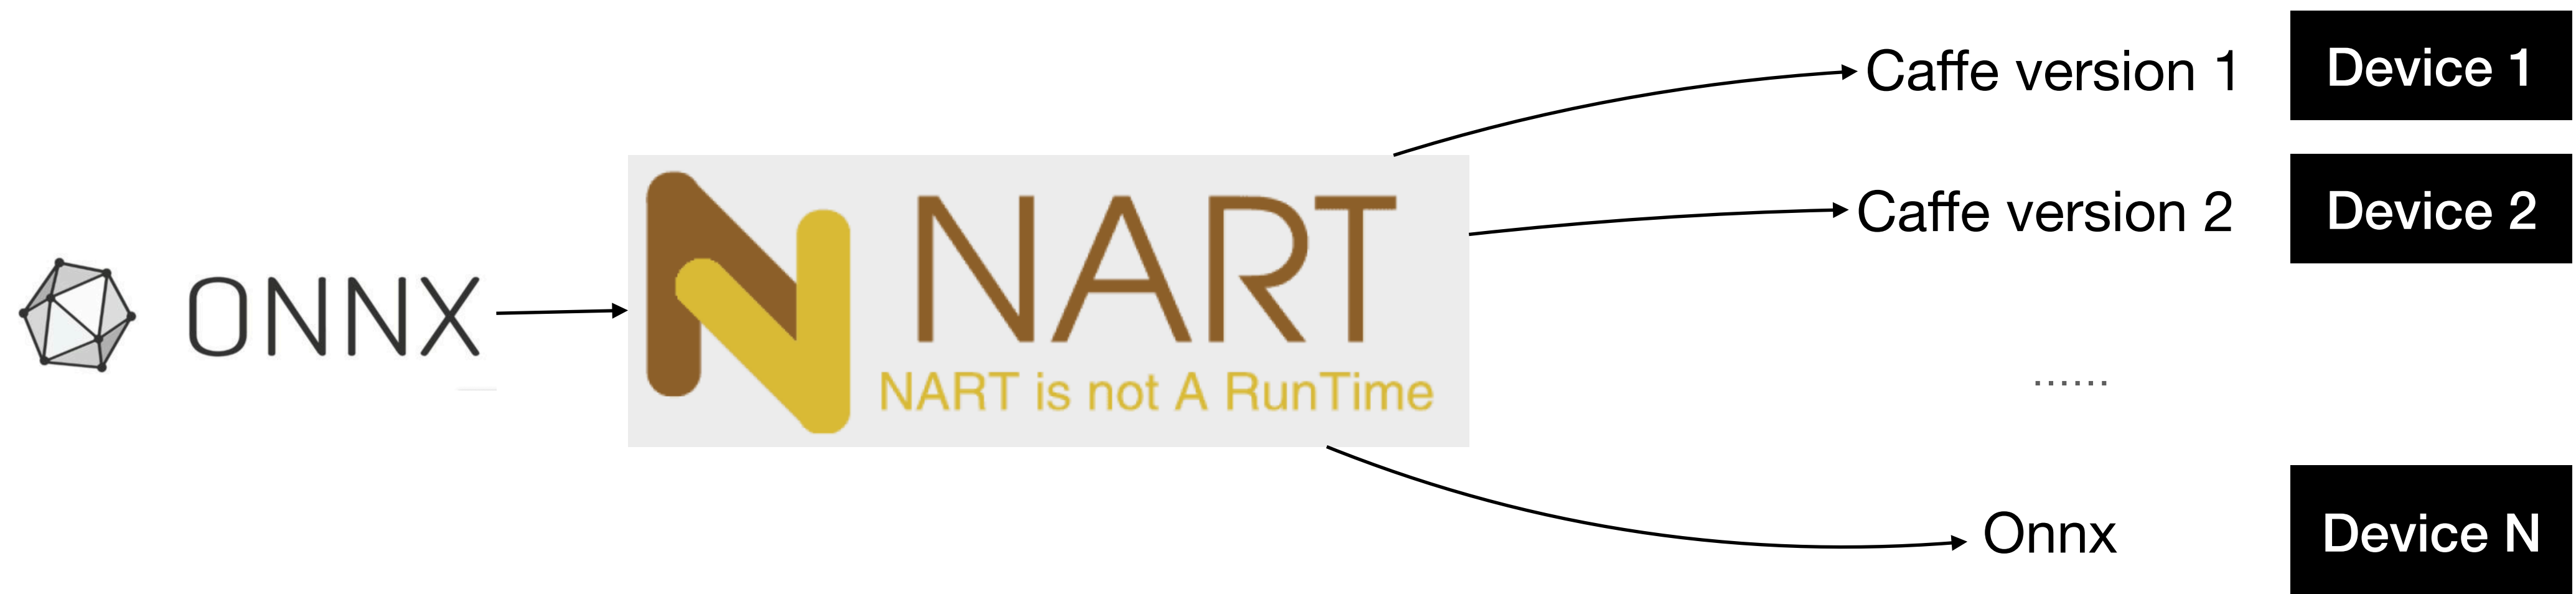 Caffe version 1
Device 1
Caffe version 2
Device 2
ONNX
NART
NART is not A RunTime
......
Onnx
Device N